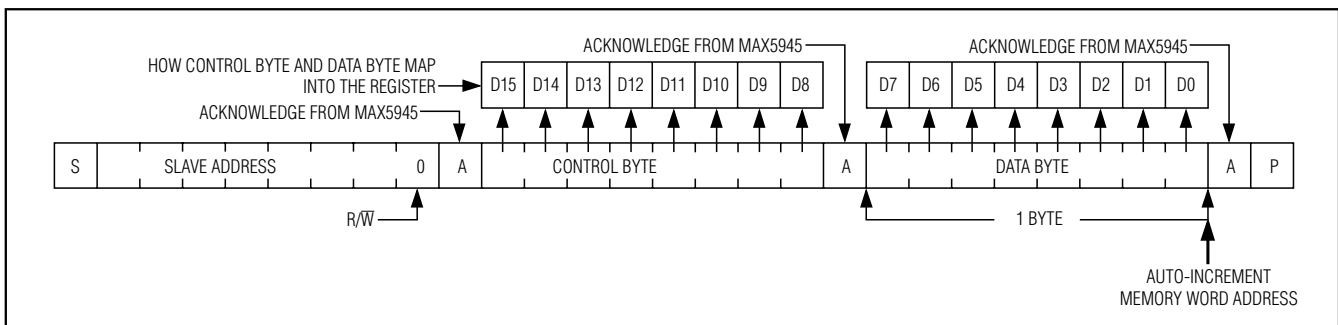 ACKNOWLEDGE FROM MAX5945
ACKNOWLEDGE FROM MAX5945
HOW CONTROL BYTE AND DATA BYTE MAP
INTO THE REGISTER
D15 D14 D13 D12 D11 D10 D9 D8
D7 D6 D5 D4 D3 D2 D1 D0
ACKNOWLEDGE FROM MAX5945
S SLAVE ADDRESS 0 A CONTROL BYTE A DATA BYTE A P
R/W̅
1 BYTE
AUTO-INCREMENT
MEMORY WORD ADDRESS